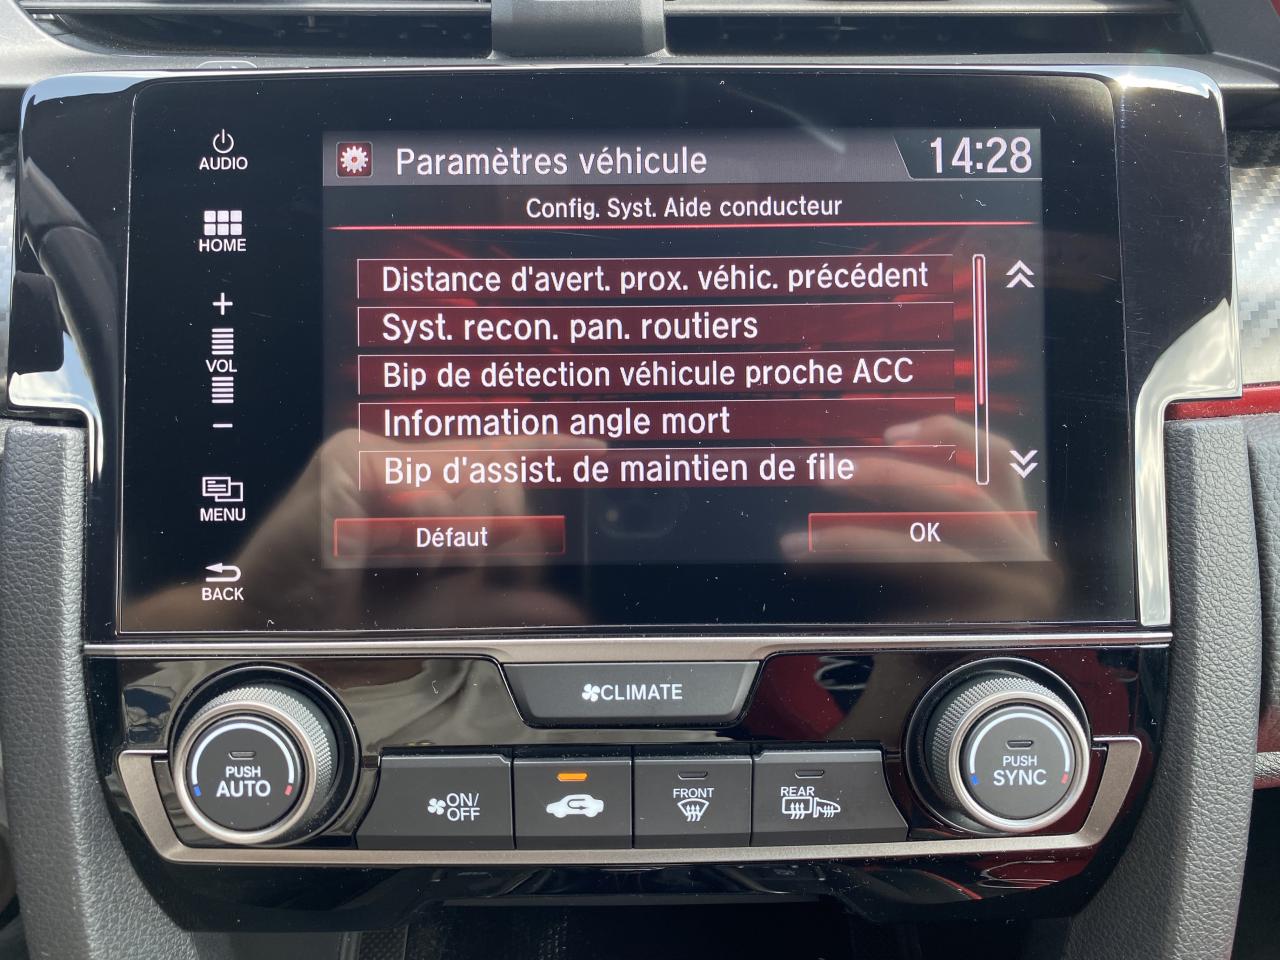 AUDIO
HOME
+
VOL
−
MENU
BACK
Paramètres véhicule
14:28
Config. Syst. Aide conducteur
Distance d'avert. prox. véhic. précédent
Syst. recon. pan. routiers
Bip de détection véhicule proche ACC
Information angle mort
Bip d'assist. de maintien de file
Défaut
OK
CLIMATE
PUSH
AUTO
ON/
OFF
FRONT
REAR
PUSH
SYNC